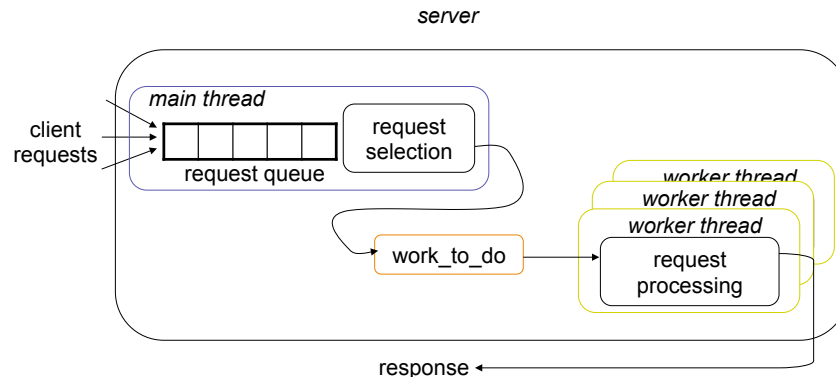 server
main thread
client
requests
request
selection
request queue
worker thread
worker thread
worker thread
work_to_do
request
processing
response